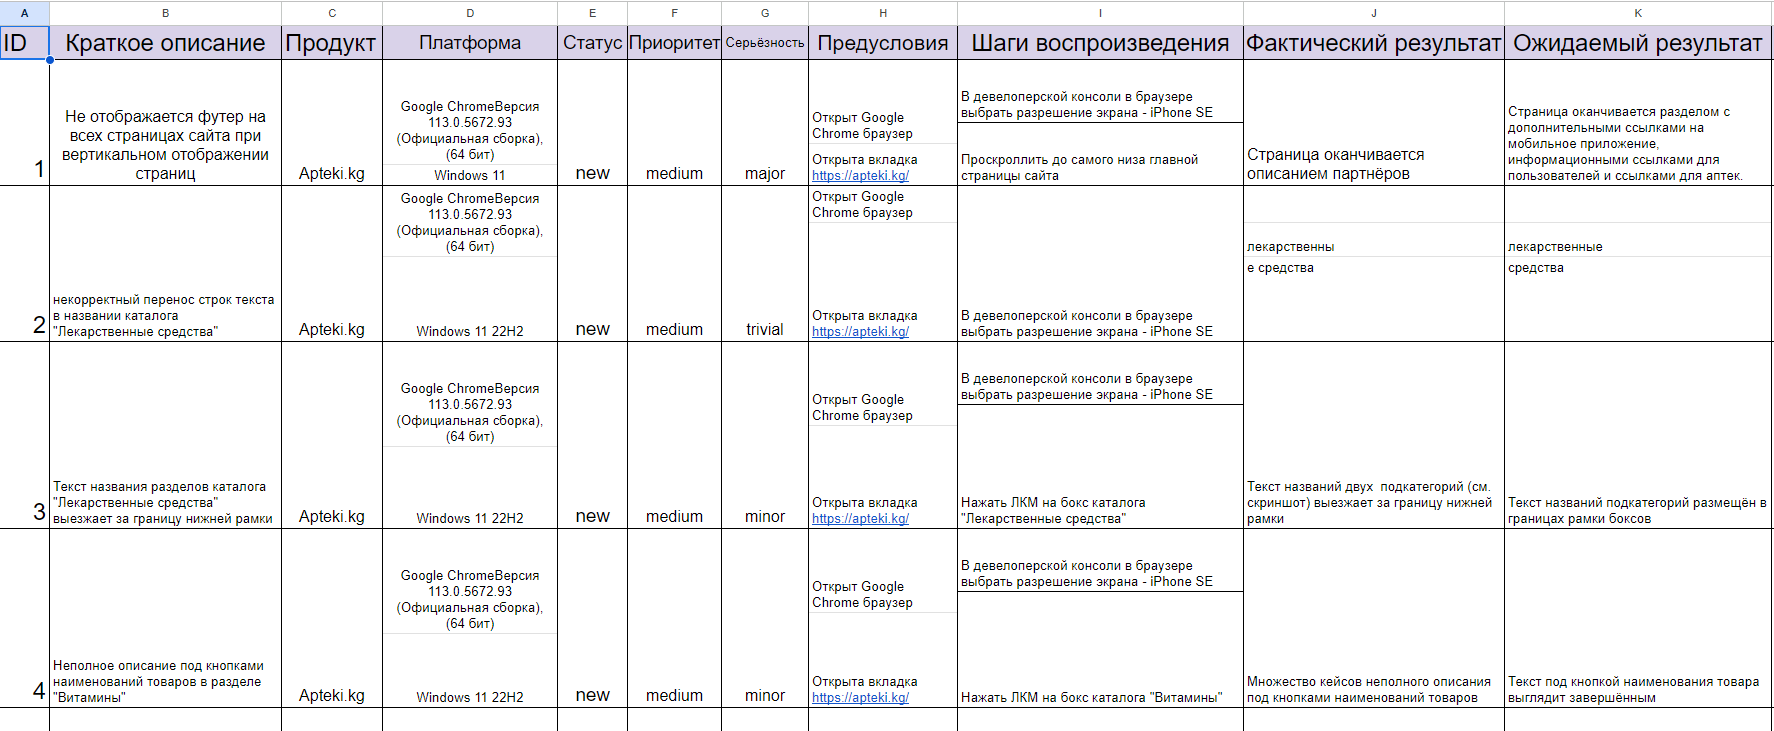 A B C D E F G H I J K
ID Краткое описание Продукт Платформа Статус Приоритет Серьёзность Предусловия Шаги воспроизведения Фактический результат Ожидаемый результат
1
Не отображается футер на
всех страницах сайта при
вертикальном отображении
страниц
Apteki.kg
Google ChromeВерсия
113.0.5672.93
(Официальная сборка),
(64 бит)
Windows 11
new
medium
major
Открыт Google
Chrome браузер
Открыта вкладка
https://apteki.kg/
В девелоперской консоли в браузере
выбрать разрешение экрана - iPhone SE
Проскроллить до самого низа главной
страницы сайта
Страница оканчивается
описанием партнёров
Страница оканчивается разделом с
дополнительными ссылками на
мобильное приложение,
информационными ссылками для
пользователей и ссылками для аптек.
2
некорректный перенос строк текста
в названии каталога
"Лекарственные средства"
Apteki.kg
Google ChromeВерсия
113.0.5672.93
(Официальная сборка),
(64 бит)
Windows 11 22H2
new
medium
trivial
Открыт Google
Chrome браузер
Открыта вкладка
https://apteki.kg/
В девелоперской консоли в браузере
выбрать разрешение экрана - iPhone SE
лекарственны
е средства
лекарственные
средства
3
Текст названия разделов каталога
"Лекарственные средства"
выезжает за границу нижней рамки
Apteki.kg
Google ChromeВерсия
113.0.5672.93
(Официальная сборка),
(64 бит)
Windows 11 22H2
new
medium
minor
Открыт Google
Chrome браузер
Открыта вкладка
https://apteki.kg/
В девелоперской консоли в браузере
выбрать разрешение экрана - iPhone SE
Нажать ЛКМ на бокс каталога
"Лекарственные средства"
Текст названий двух подкатегорий (см.
скриншот) выезжает за границу нижней
рамки
Текст названий подкатегорий размещён в
границах рамки боксов
4
Неполное описание под кнопками
наименований товаров в разделе
"Витамины"
Apteki.kg
Google ChromeВерсия
113.0.5672.93
(Официальная сборка),
(64 бит)
Windows 11 22H2
new
medium
minor
Открыт Google
Chrome браузер
Открыта вкладка
https://apteki.kg/
В девелоперской консоли в браузере
выбрать разрешение экрана - iPhone SE
Нажать ЛКМ на бокс каталога "Витамины"
Множество кейсов неполного описания
под кнопками наименований товаров
Текст под кнопкой наименования товара
выглядит завершённым